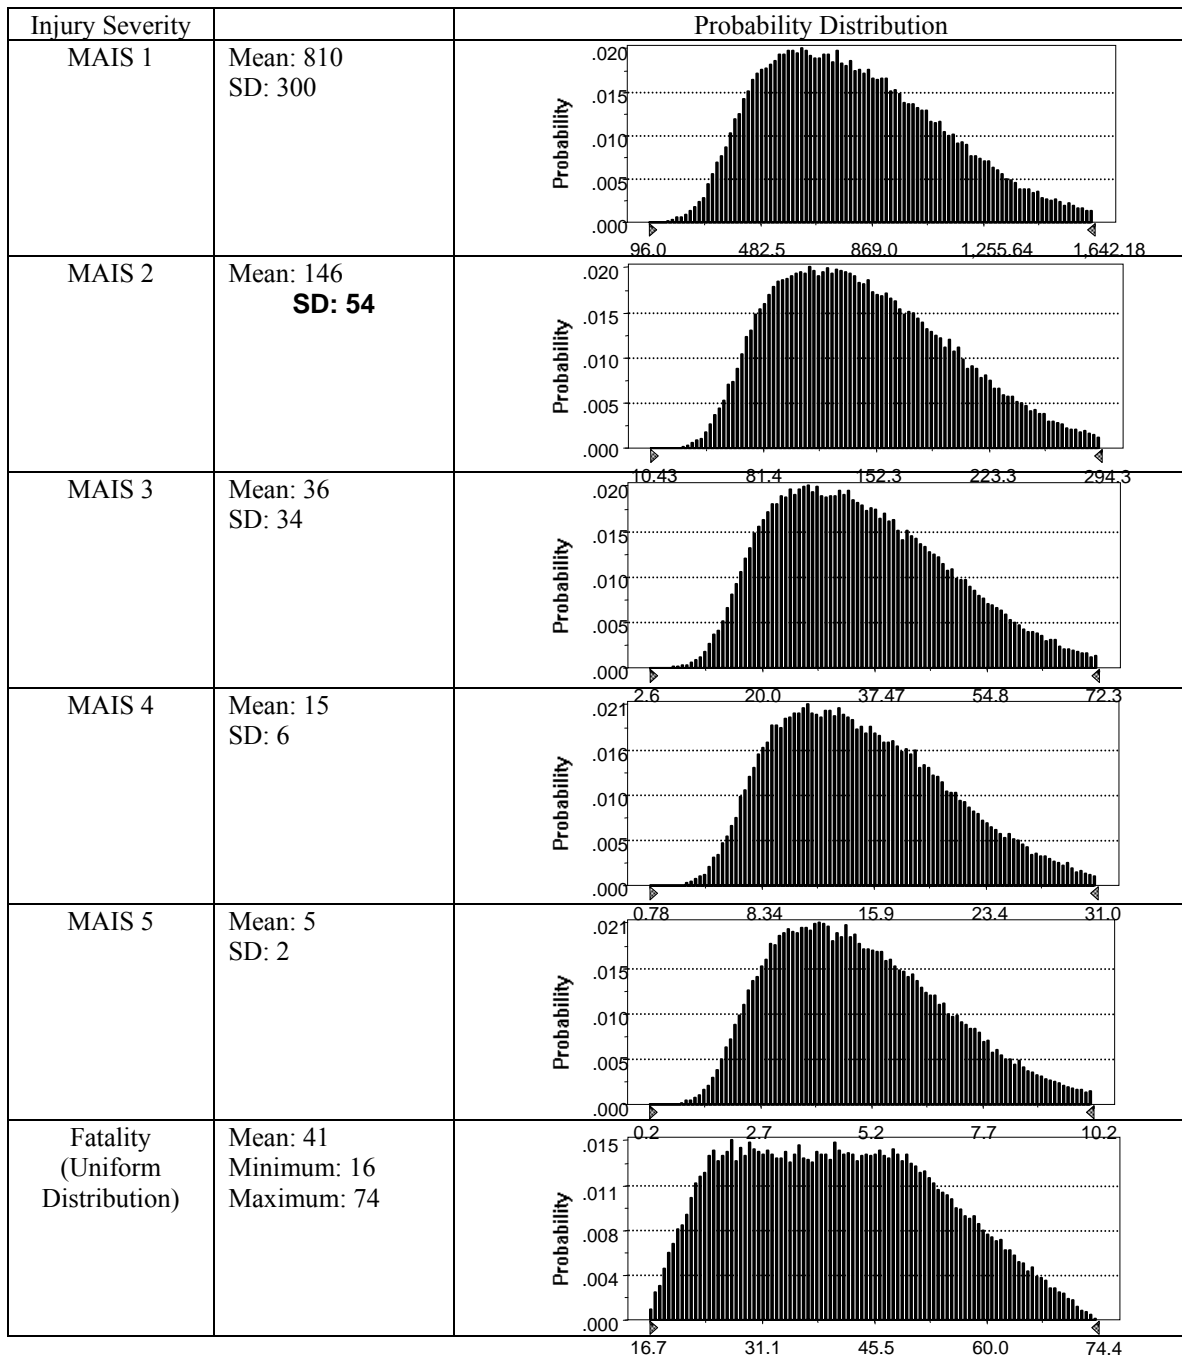 Injury Severity
Probability Distribution
MAIS 1
Mean: 810
SD: 300
Probability
.020
.015
.010
.005
.000
96.0 482.5 869.0 1,255.64 1,642.18
MAIS 2
Mean: 146
SD: 54
Probability
.020
.015
.010
.005
.000
10.43 81.4 152.3 223.3 294.3
MAIS 3
Mean: 36
SD: 34
Probability
.020
.015
.010
.005
.000
2.6 20.0 37.47 54.8 72.3
MAIS 4
Mean: 15
SD: 6
Probability
.021
.016
.010
.005
.000
0.78 8.34 15.9 23.4 31.0
MAIS 5
Mean: 5
SD: 2
Probability
.021
.015
.010
.005
.000
0.2 2.7 5.2 7.7 10.2
Fatality
(Uniform
Distribution)
Mean: 41
Minimum: 16
Maximum: 74
Probability
.015
.011
.008
.004
.000
16.7 31.1 45.5 60.0 74.4